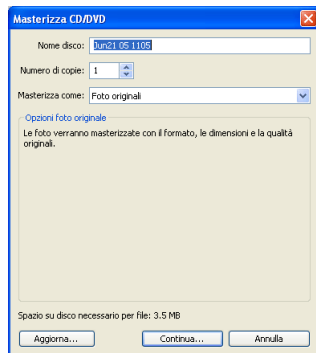 Masterizza CD/DVD
Nome disco: Jun21 05 1105
Numero di copie: 1
Masterizza come: Foto originali
Opzioni foto originale
Le foto verranno masterizzate con il formato, le dimensioni e la qualità
originali.
Spazio su disco necessario per file: 3.5 MB
Aggiorna... Continua... Annulla